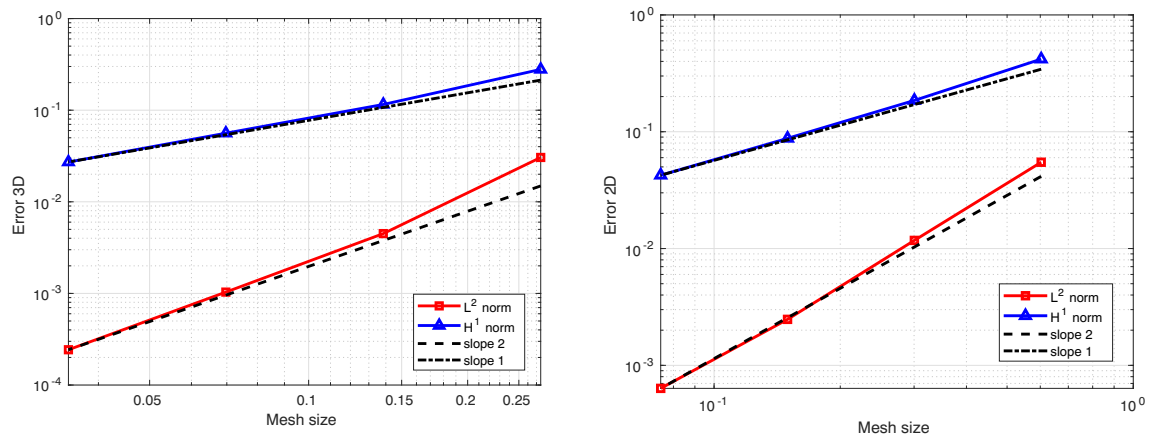 Error 3D
10^0
10^-1
10^-2
10^-3
10^-4
0.05
0.1
0.15
0.2
0.25
Mesh size
L^2 norm
H^1 norm
slope 2
slope 1
Error 2D
10^0
10^-1
10^-2
10^-3
10^-1
10^0
Mesh size
L^2 norm
H^1 norm
slope 2
slope 1